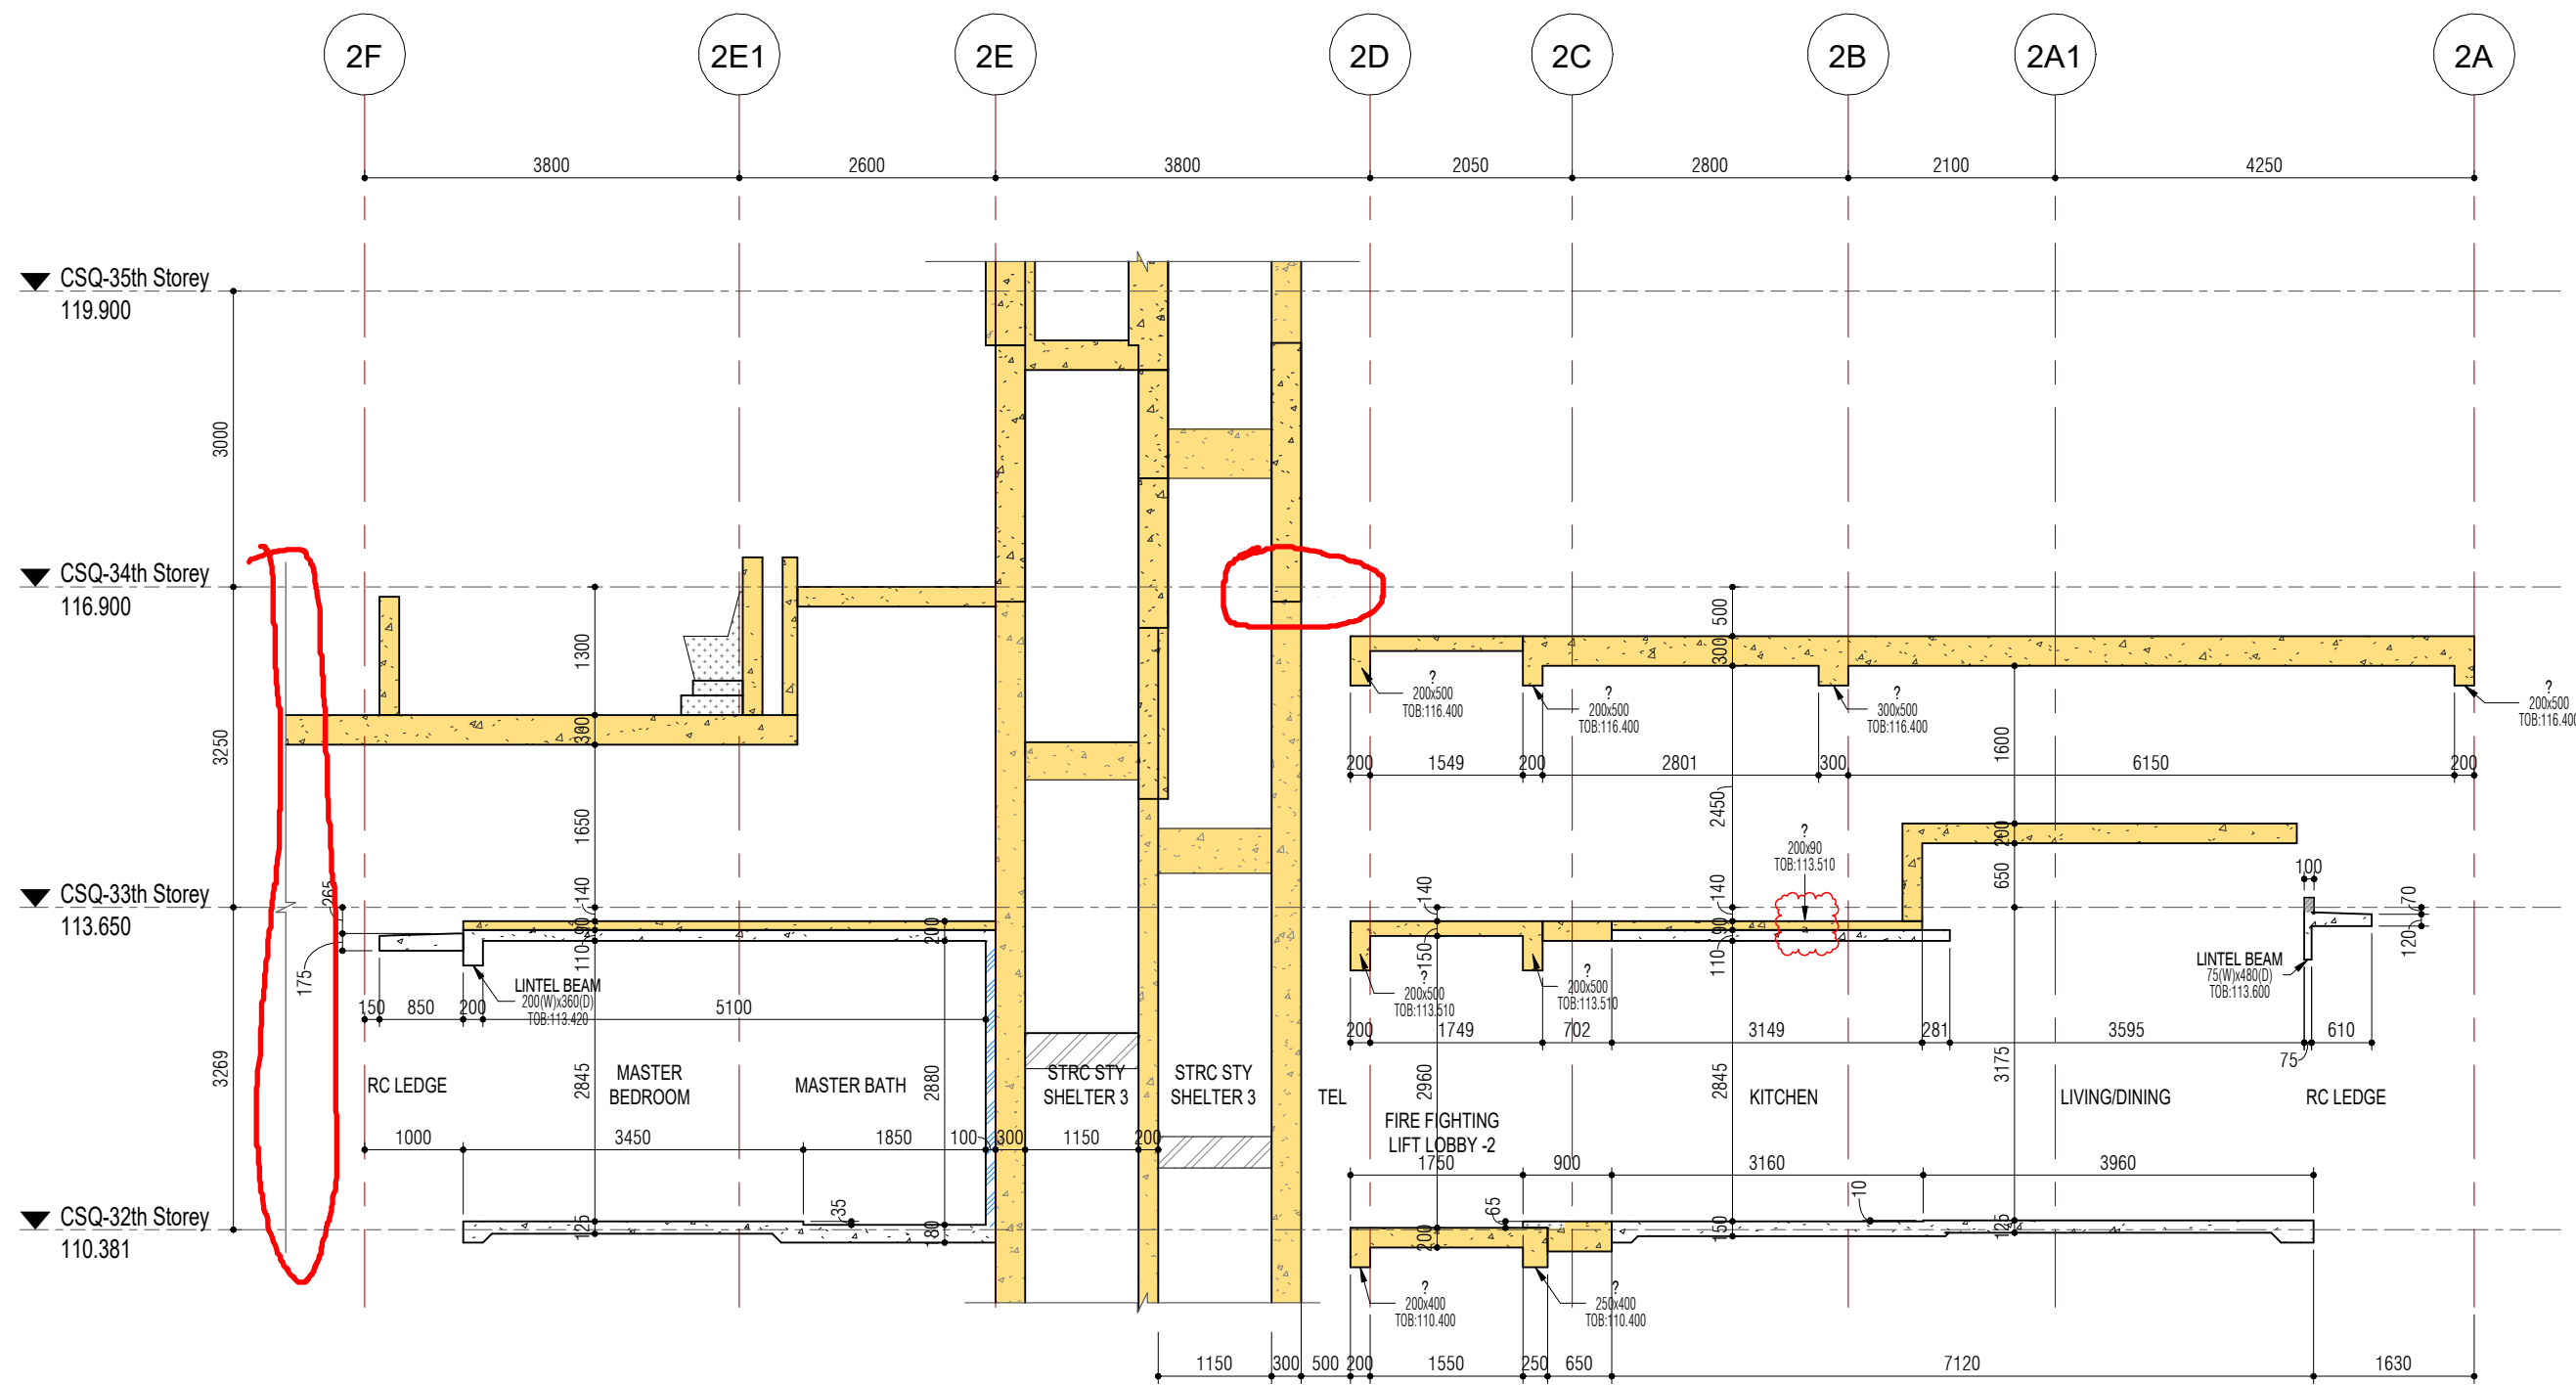 2F
2E1
2E
2D
2C
2B
2A1
2A
3800
2600
3800
2050
2800
2100
4250
CSQ-35th Storey
119.900
3000
CSQ-34th Storey
116.900
3250
1300
300
1650
140
90
110
500
300
2450
140
90
110
1600
200
650
?
200x500
TOB:116.400
?
200x500
TOB:116.400
?
300x500
TOB:116.400
?
200x500
TOB:116.400
200
1549
200
2801
300
6150
200
?
200x90
TOB:113.510
100
70
120
CSQ-33th Storey
113.650
265
175
200
140
150
LINTEL BEAM
200(W)x360(D)
TOB:113.420
?
200x500
TOB:113.510
?
200x500
TOB:113.510
LINTEL BEAM
75(W)x480(D)
TOB:113.600
150
850
200
5100
200
1749
702
3149
281
3595
610
75
3269
2845
2880
2960
2845
3175
RC LEDGE
MASTER
BEDROOM
MASTER BATH
STRC STY
SHELTER 3
STRC STY
SHELTER 3
TEL
FIRE FIGHTING
LIFT LOBBY -2
KITCHEN
LIVING/DINING
RC LEDGE
1000
3450
1850
100
300
1150
200
1750
900
3160
3960
CSQ-32th Storey
110.381
125
35
180
65
200
150
10
125
?
200x400
TOB:110.400
?
250x400
TOB:110.400
1150
300
500
200
1550
250
650
7120
1630